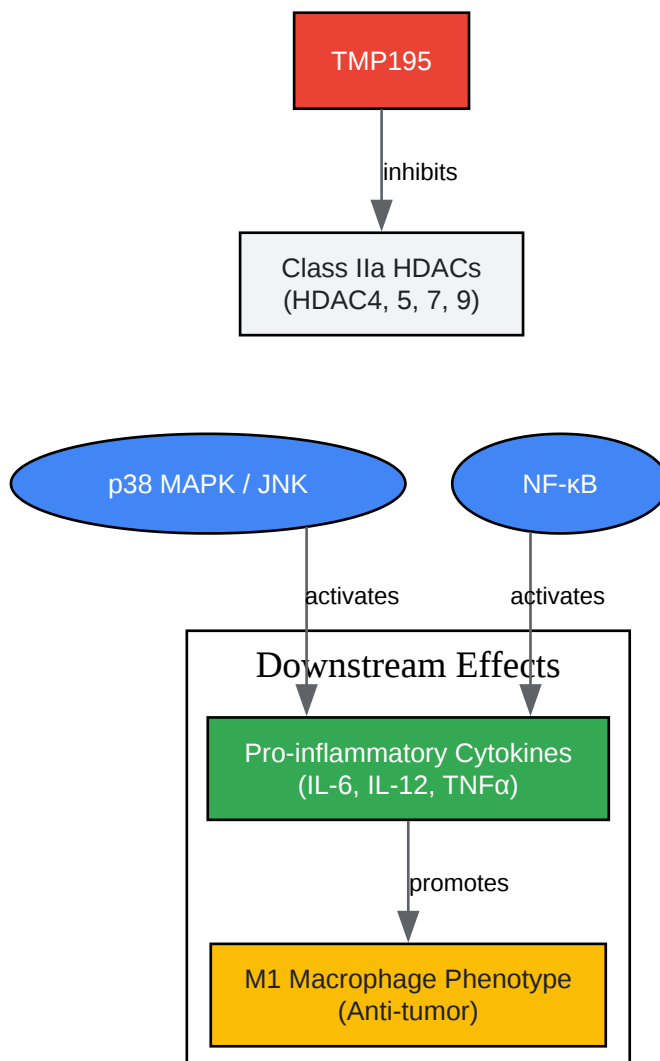 TMP195
inhibits
Class IIa HDACs
(HDAC4, 5, 7, 9)
p38 MAPK / JNK
NF-κB
activates
activates
Downstream Effects
Pro-inflammatory Cytokines
(IL-6, IL-12, TNFα)
promotes
M1 Macrophage Phenotype
(Anti-tumor)